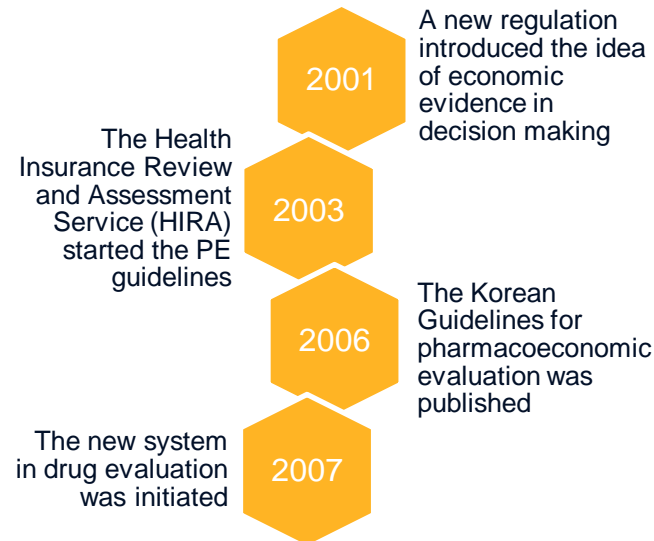 2001
A new regulation
introduced the idea
of economic
evidence in
decision making
The Health
Insurance Review
and Assessment
Service (HIRA)
started the PE
guidelines
2003
2006
The Korean
Guidelines for
pharmacoeconomic
evaluation was
published
The new system
in drug evaluation
was initiated
2007